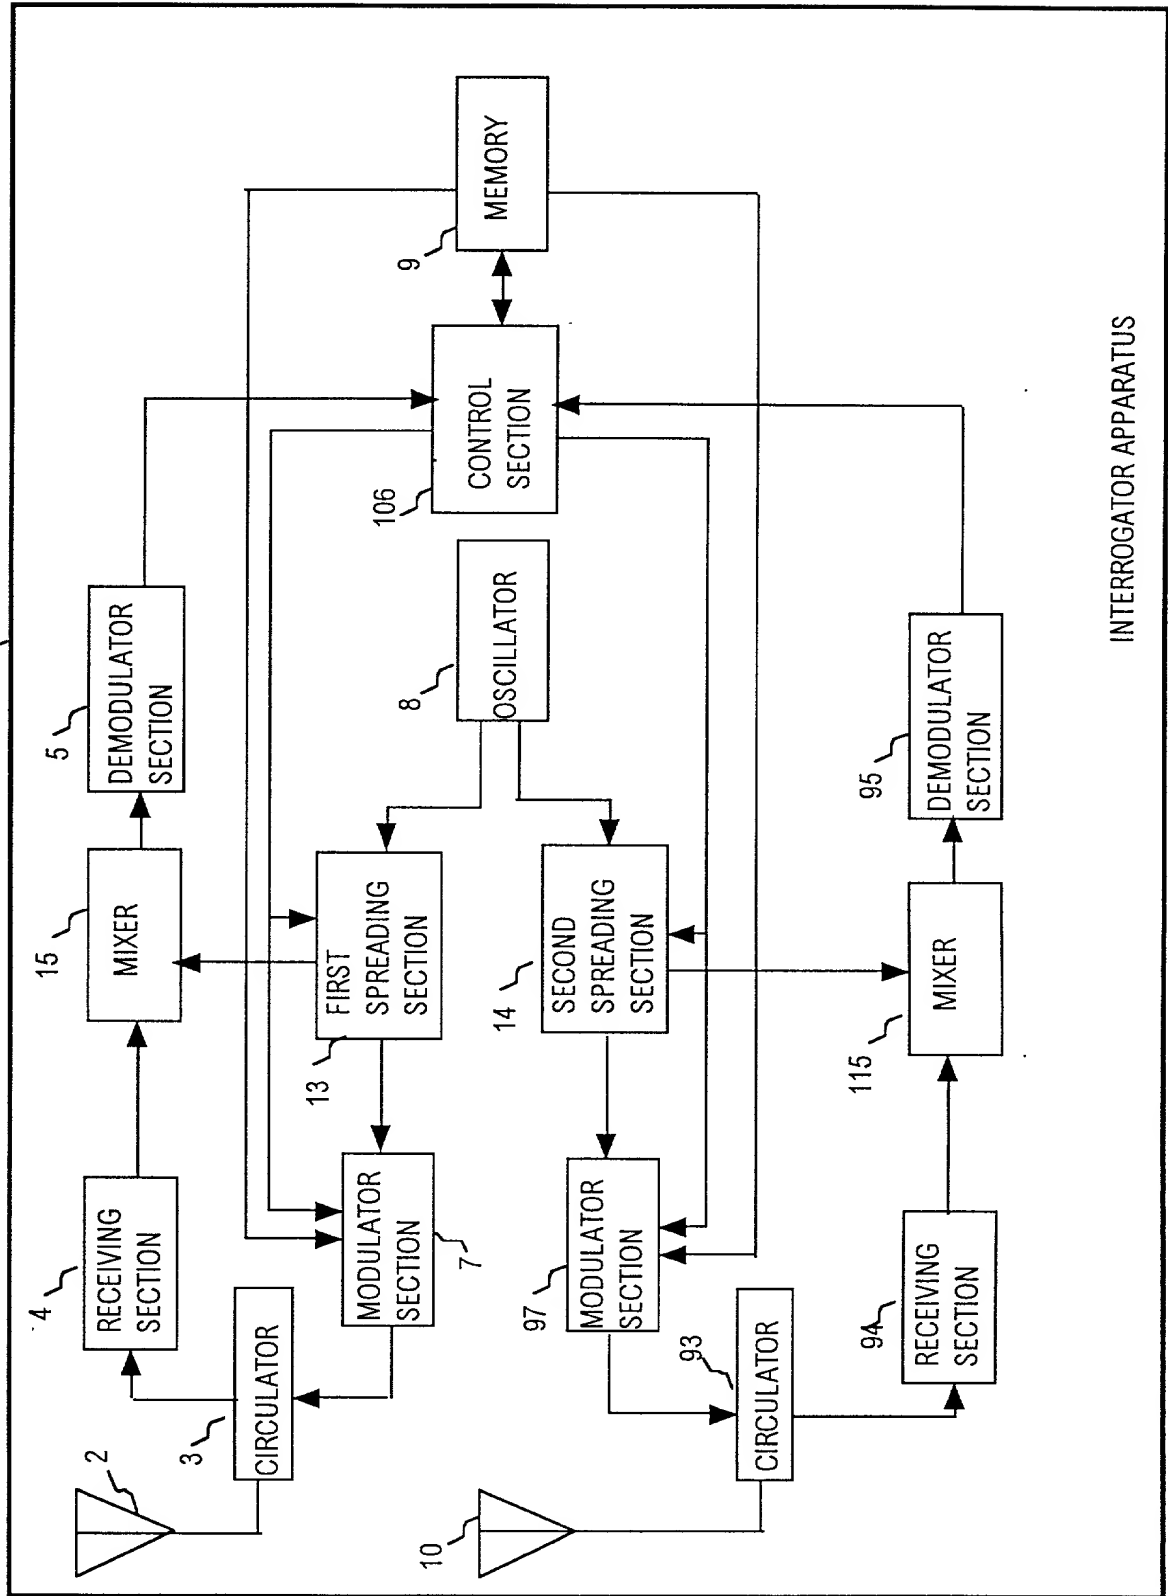 2
3
CIRCULATOR
4
RECEIVING
SECTION
15
MIXER
5
DEMODULATOR
SECTION
7
MODULATOR
SECTION
13
FIRST
SPREADING
SECTION
8
OSCILLATOR
106
CONTROL
SECTION
9
MEMORY
10
93
CIRCULATOR
97
MODULATOR
SECTION
14
SECOND
SPREADING
SECTION
94
RECEIVING
SECTION
115
MIXER
95
DEMODULATOR
SECTION
INTERROGATOR APPARATUS